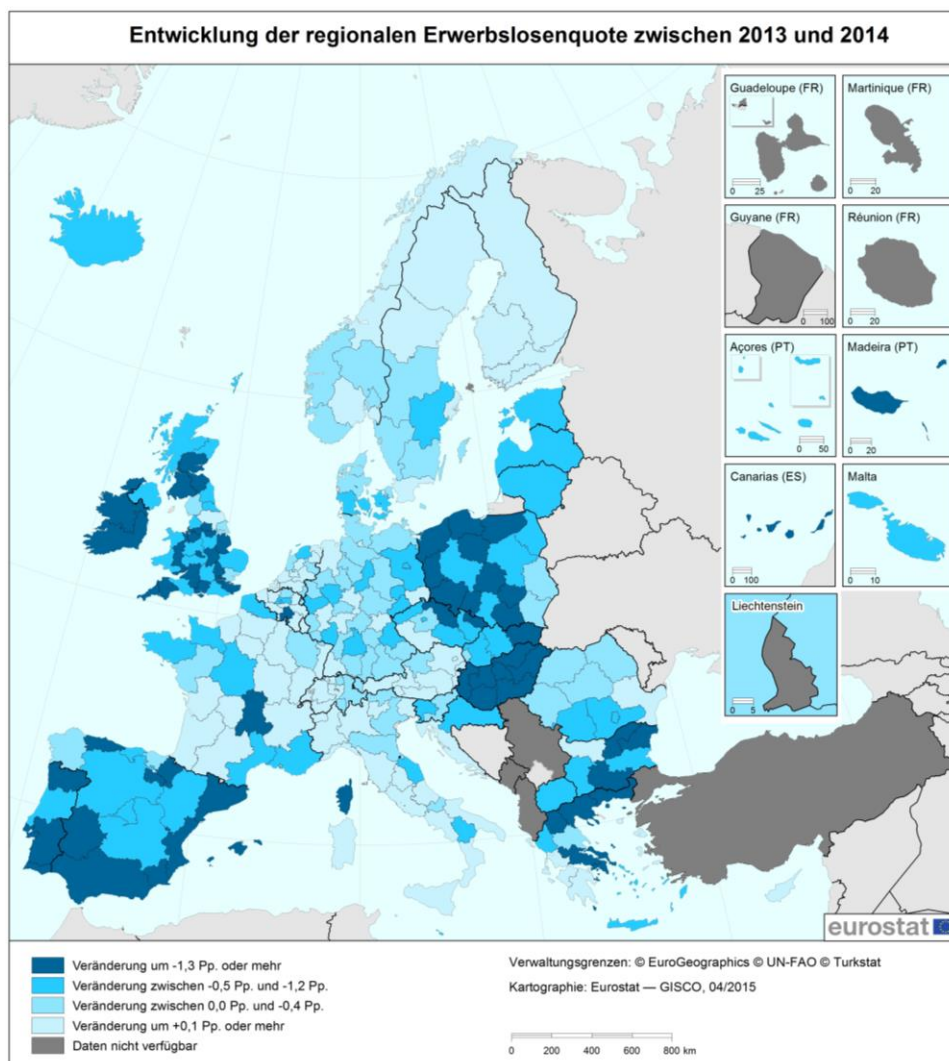 Entwicklung der regionalen Erwerbslosenquote zwischen 2013 und 2014
Guadeloupe (FR)
0 25
Martinique (FR)
0 20
Guyane (FR)
0 100
Réunion (FR)
0 20
Açores (PT)
0 50
Madeira (PT)
0 20
Canarias (ES)
0 100
Malta
0 10
Liechtenstein
0 5
eurostat
Veränderung um -1,3 Pp. oder mehr
Veränderung zwischen -0,5 Pp. und -1,2 Pp.
Veränderung zwischen 0,0 Pp. und -0,4 Pp.
Veränderung um +0,1 Pp. oder mehr
Daten nicht verfügbar
Verwaltungsgrenzen: © EuroGeographics © UN-FAO © Turkstat
Kartographie: Eurostat — GISCO, 04/2015
0 200 400 600 800 km